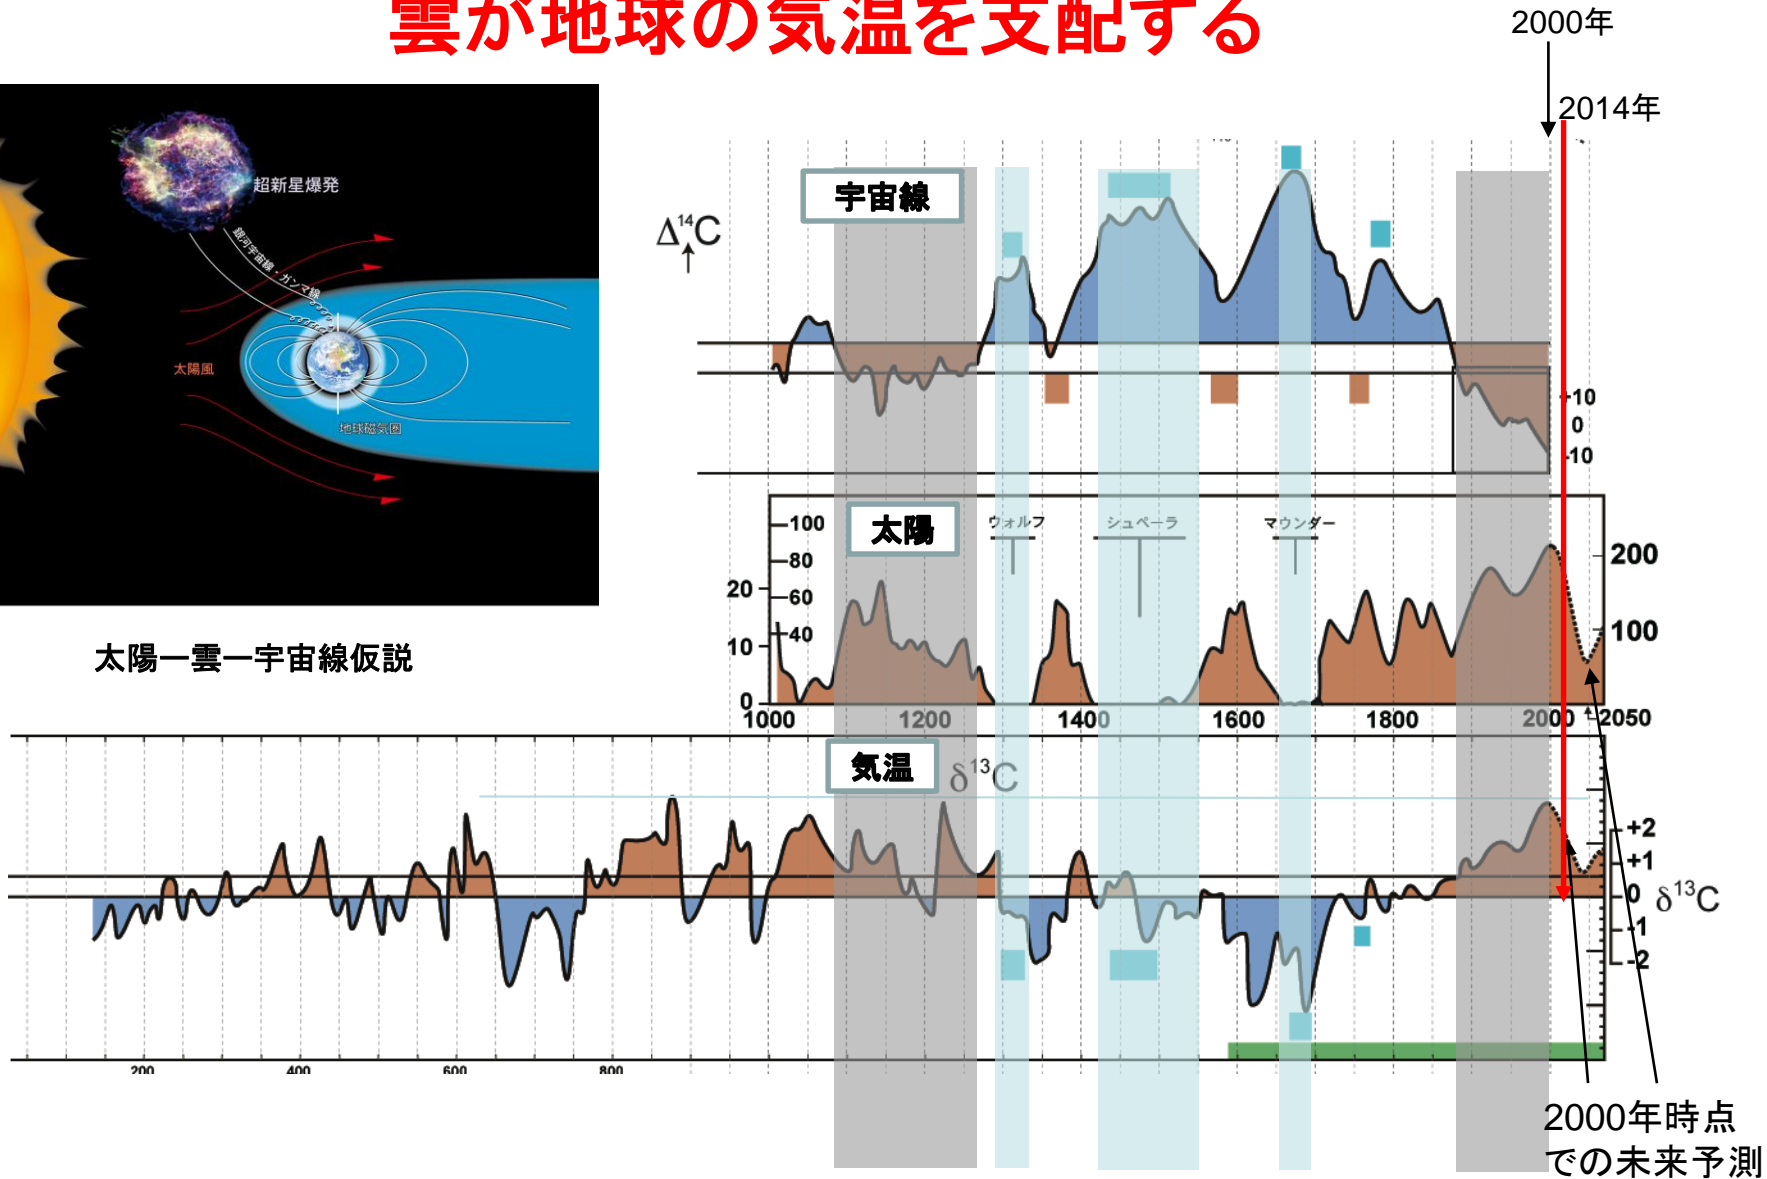 雲が地球の気温を支配する
2000年
2014年
超新星爆発
銀河宇宙線・ガンマ線
太陽風
地球磁気圏
太陽ー雲ー宇宙線仮説
宇宙線
Δ¹⁴C
+10
0
-10
太陽
ウォルフ
シュペーラ
マウンダー
100
80
60
40
20
10
0
200
100
1000 1200 1400 1600 1800 2000 2050
気温
δ¹³C
+2
+1
0
-1
-2
δ¹³C
200 400 600 800
2000年時点
での未来予測